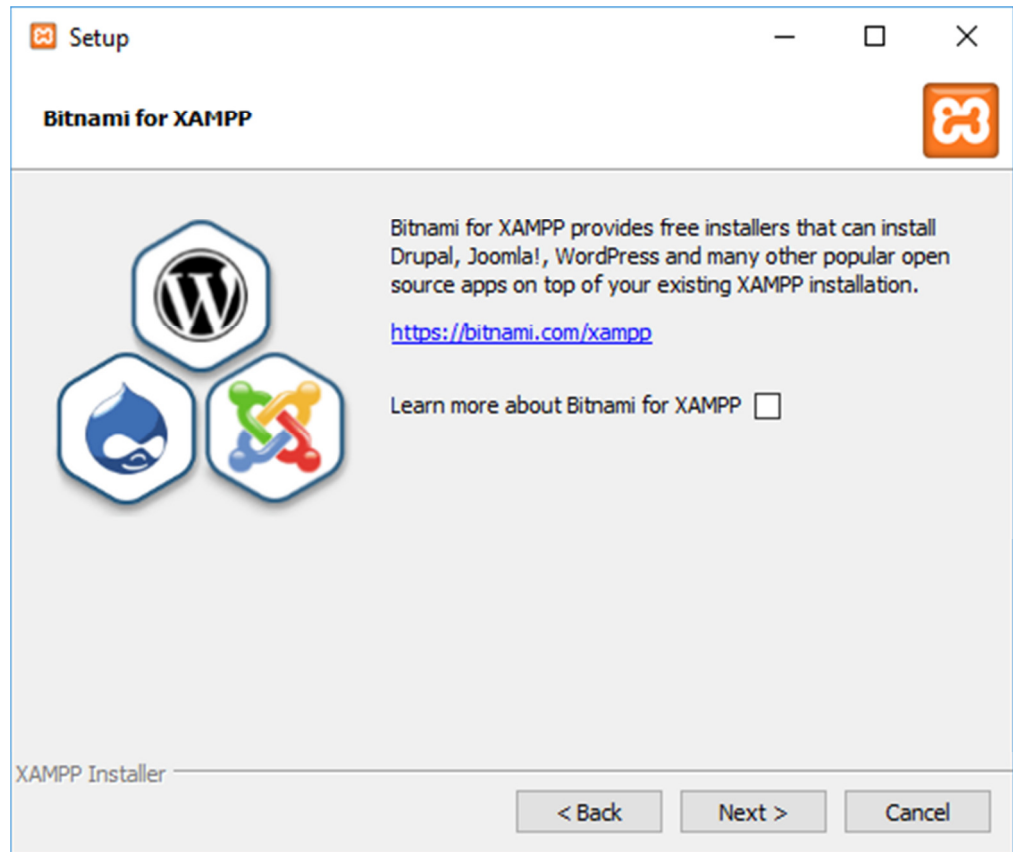 Setup
Bitnami for XAMPP
Bitnami for XAMPP provides free installers that can install
Drupal, Joomla!, WordPress and many other popular open
source apps on top of your existing XAMPP installation.
https://bitnami.com/xampp
Learn more about Bitnami for XAMPP
XAMPP Installer
< Back
Next >
Cancel